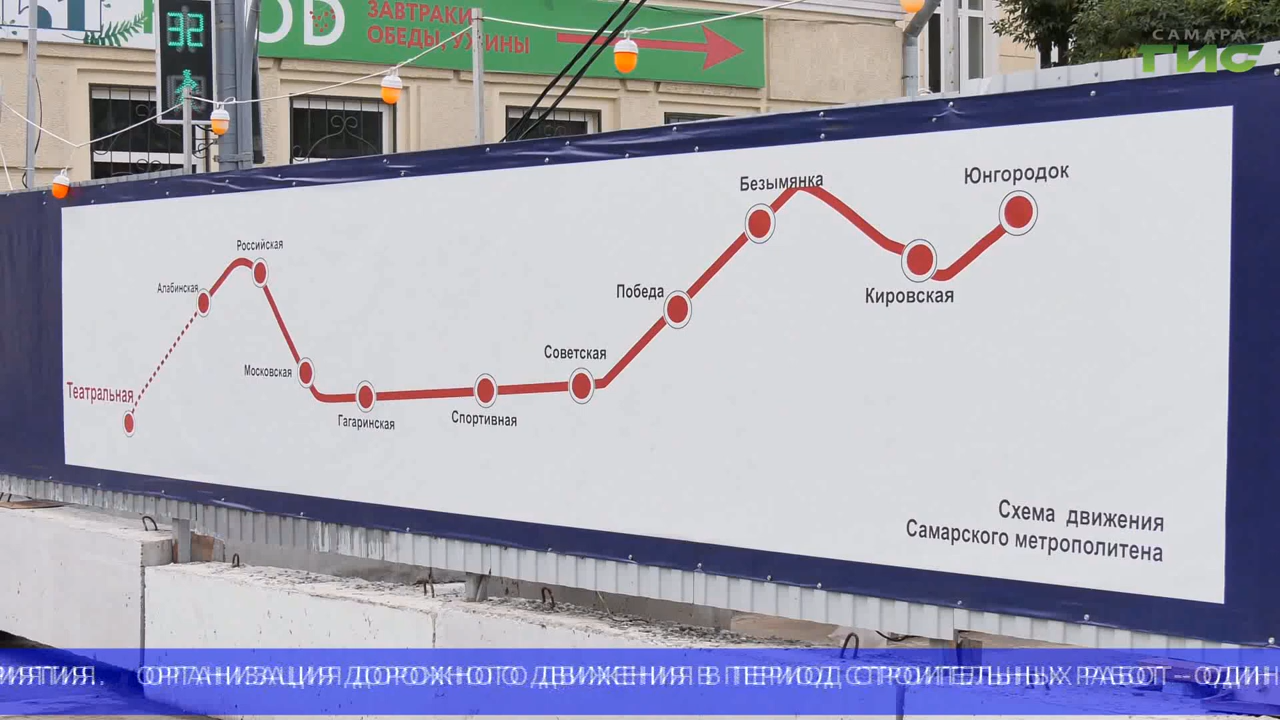 ЗАВТРАКИ
ОБЕДЫ, УЖИНЫ
32
САМАРА
ГИС
Юнгородок
Безымянка
Кировская
Победа
Советская
Спортивная
Гагаринская
Московская
Российская
Алабинская
Театральная
Схема движения
Самарского метрополитена
ОРГАНИЗАЦИЯ ДОРОЖНОГО ДВИЖЕНИЯ В ПЕРИОД СТРОИТЕЛЬНЫХ РАБОТ – ОДИН